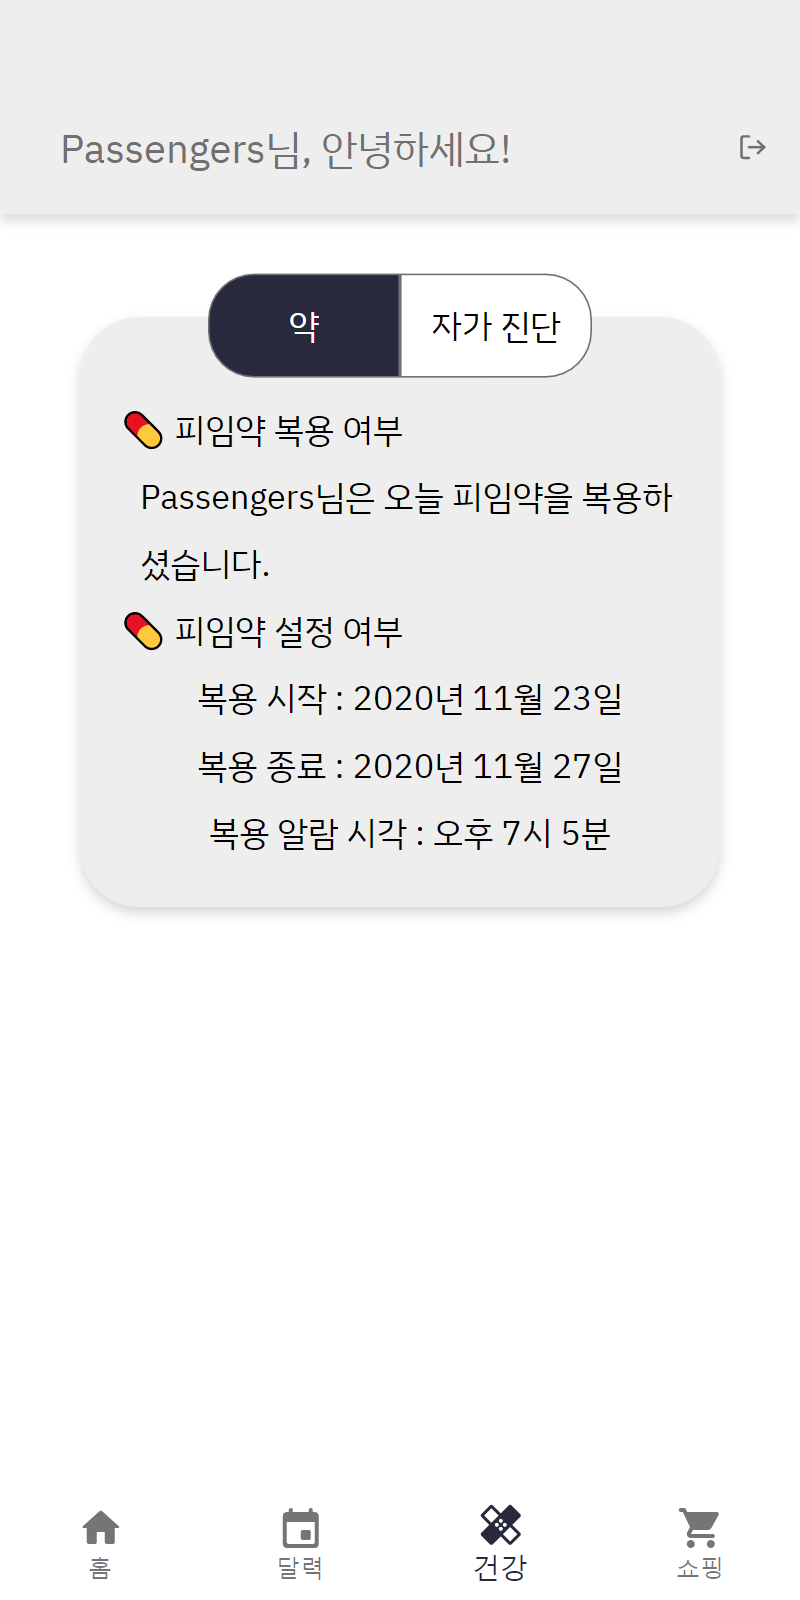 Passengers님, 안녕하세요!
약
자가 진단
피임약 복용 여부
Passengers님은 오늘 피임약을 복용하
셨습니다.
피임약 설정 여부
복용 시작 : 2020년 11월 23일
복용 종료 : 2020년 11월 27일
복용 알람 시각 : 오후 7시 5분
홈
달력
건강
쇼핑